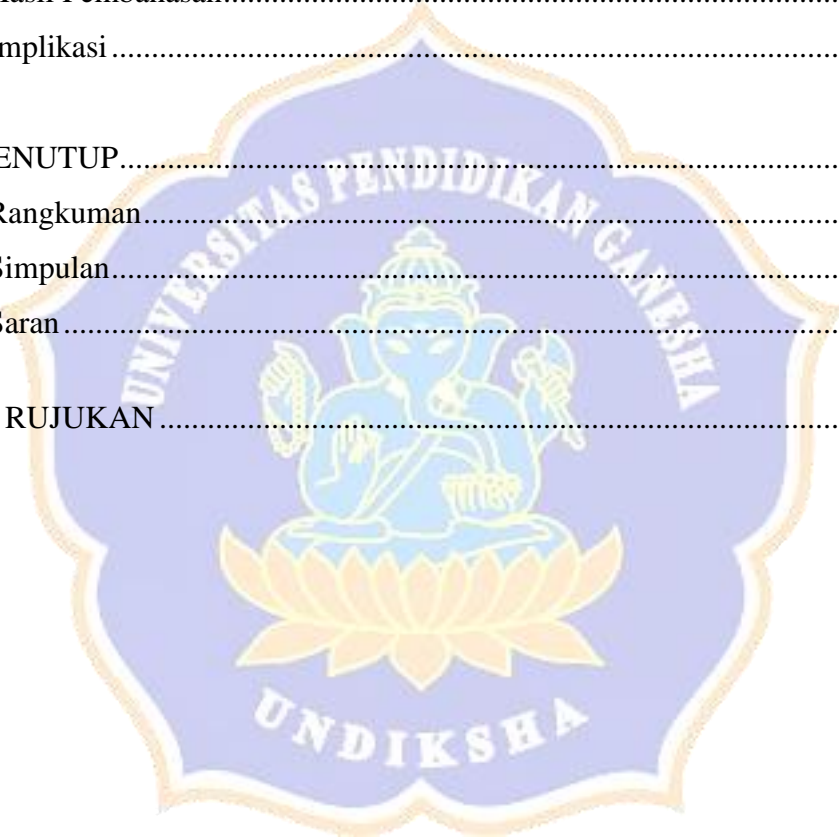 mplikasi ........................................................................................
ENUTUP........................................................................................
Rangkuman.....................................................................................
Simpulan........................................................................................
Saran ............................................................................................
RUJUKAN ....................................................................................
UNIVERSITAS PENDIDIKAN GANESHA
UNDIKSHA